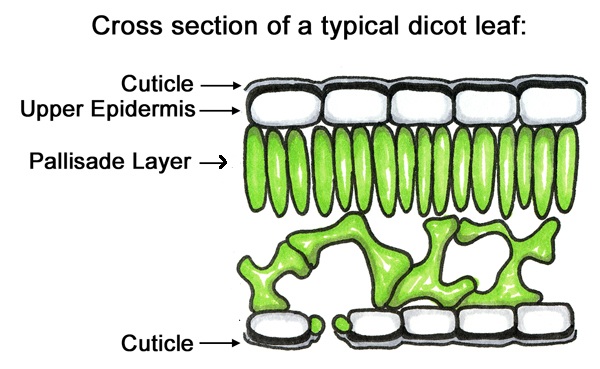 Cross section of a typical dicot leaf:
Cuticle
Upper Epidermis
Pallisade Layer
Cuticle